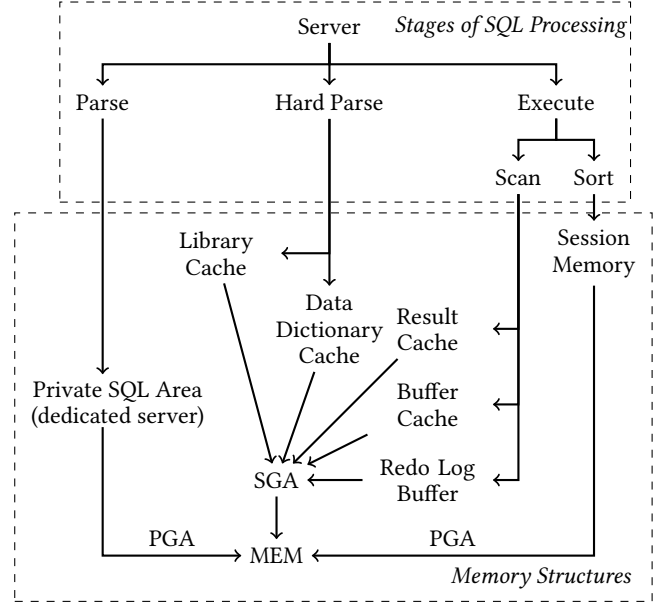 Server
Stages of SQL Processing
Parse
Hard Parse
Execute
Scan
Sort
Library
Cache
Session
Memory
Data
Dictionary
Cache
Result
Cache
Private SQL Area
(dedicated server)
Buffer
Cache
SGA
Redo Log
Buffer
PGA
MEM
PGA
Memory Structures